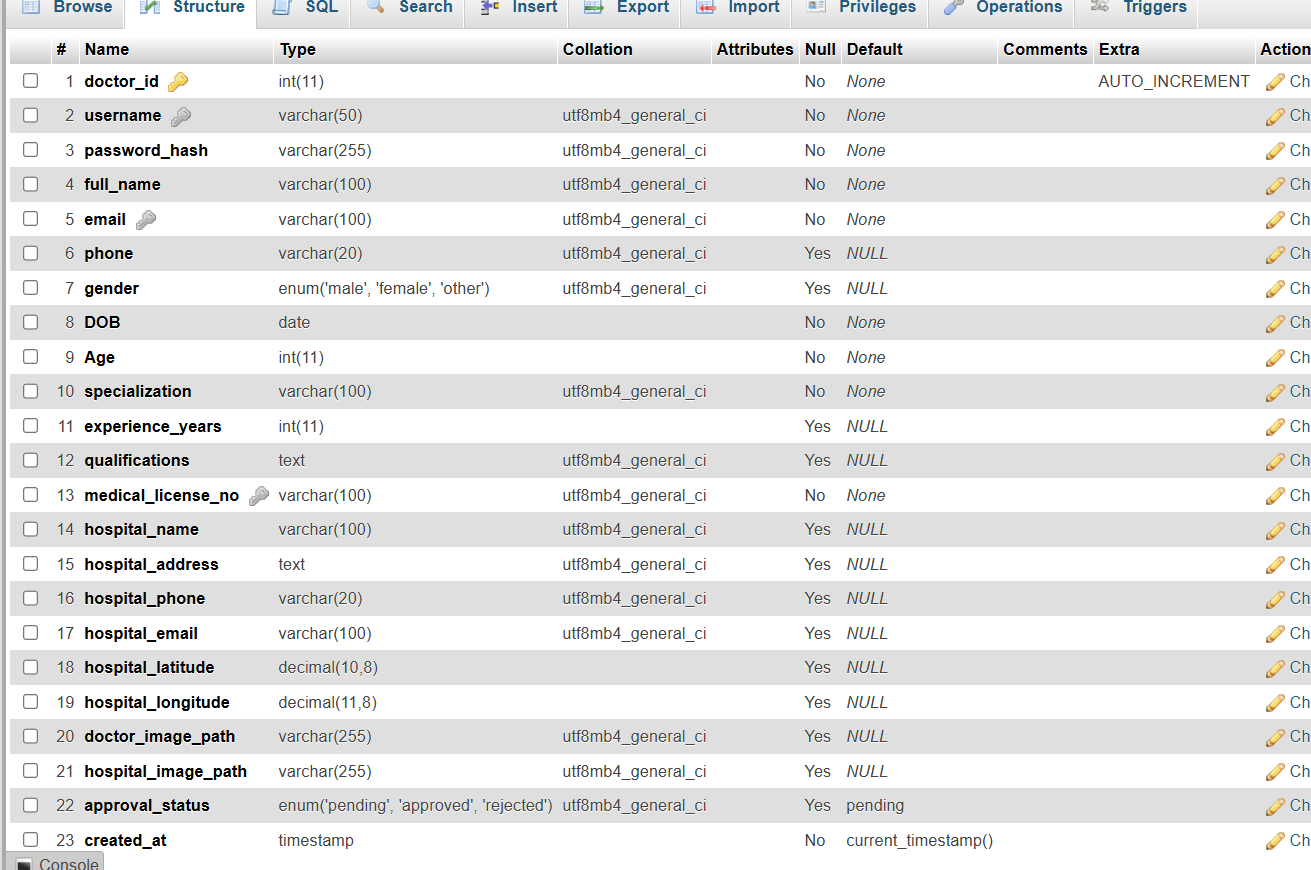 Browse Structure SQL Search Insert Export Import Privileges Operations Triggers
# Name Type Collation Attributes Null Default Comments Extra Action
1 doctor_id int(11) No None AUTO_INCREMENT Ch
2 username varchar(50) utf8mb4_general_ci No None Ch
3 password_hash varchar(255) utf8mb4_general_ci No None Ch
4 full_name varchar(100) utf8mb4_general_ci No None Ch
5 email varchar(100) utf8mb4_general_ci No None Ch
6 phone varchar(20) utf8mb4_general_ci Yes NULL Ch
7 gender enum('male', 'female', 'other') utf8mb4_general_ci Yes NULL Ch
8 DOB date No None Ch
9 Age int(11) No None Ch
10 specialization varchar(100) utf8mb4_general_ci No None Ch
11 experience_years int(11) Yes NULL Ch
12 qualifications text utf8mb4_general_ci Yes NULL Ch
13 medical_license_no varchar(100) utf8mb4_general_ci No None Ch
14 hospital_name varchar(100) utf8mb4_general_ci Yes NULL Ch
15 hospital_address text utf8mb4_general_ci Yes NULL Ch
16 hospital_phone varchar(20) utf8mb4_general_ci Yes NULL Ch
17 hospital_email varchar(100) utf8mb4_general_ci Yes NULL Ch
18 hospital_latitude decimal(10,8) Yes NULL Ch
19 hospital_longitude decimal(11,8) Yes NULL Ch
20 doctor_image_path varchar(255) utf8mb4_general_ci Yes NULL Ch
21 hospital_image_path varchar(255) utf8mb4_general_ci Yes NULL Ch
22 approval_status enum('pending', 'approved', 'rejected') utf8mb4_general_ci Yes pending Ch
23 created_at timestamp No current_timestamp() Ch
Console